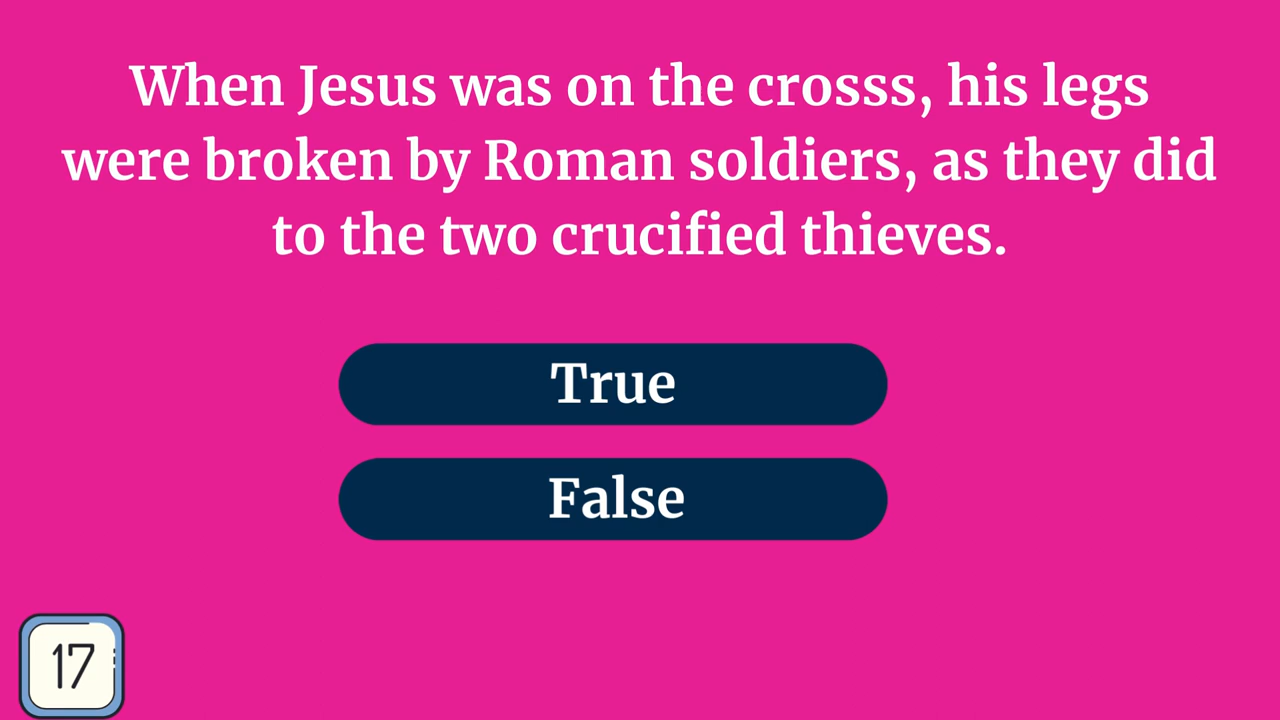 When Jesus was on the crosss, his legs
were broken by Roman soldiers, as they did
to the two crucified thieves.
True
False
17